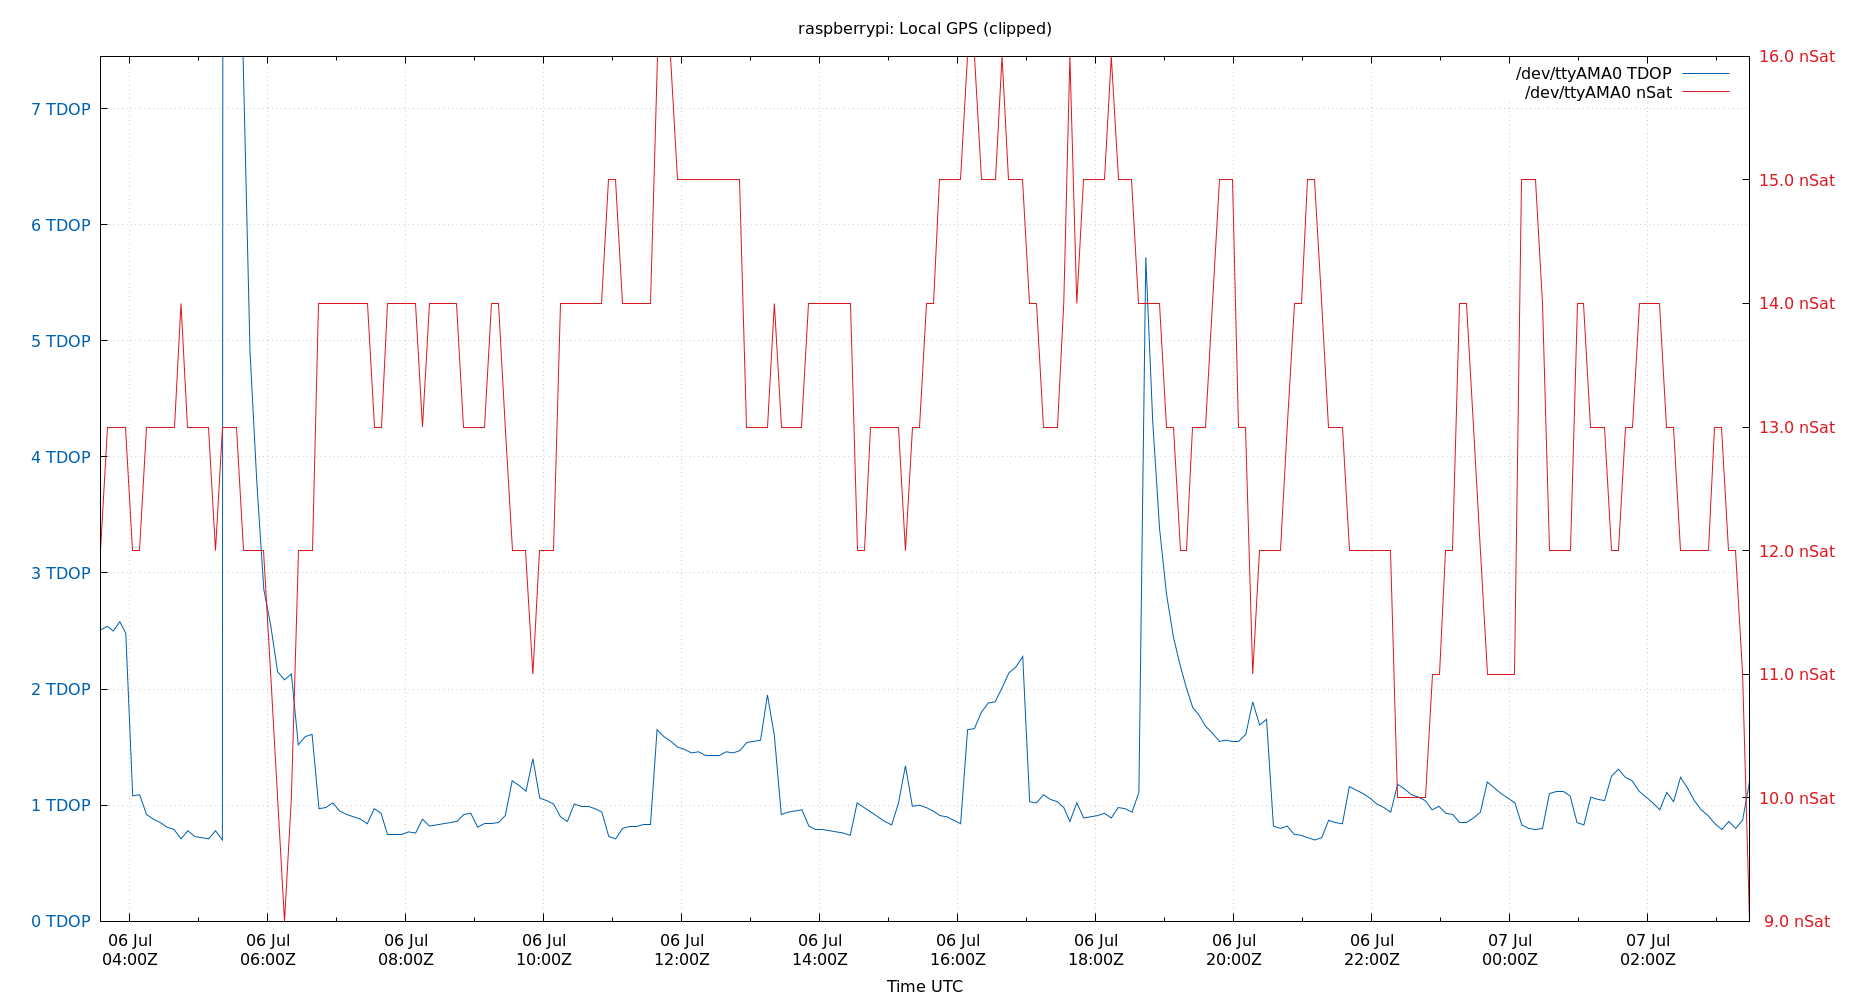 raspberrypi: Local GPS (clipped)
/dev/ttyAMA0 TDOP
/dev/ttyAMA0 nSat
7 TDOP
6 TDOP
5 TDOP
4 TDOP
3 TDOP
2 TDOP
1 TDOP
0 TDOP
16.0 nSat
15.0 nSat
14.0 nSat
13.0 nSat
12.0 nSat
11.0 nSat
10.0 nSat
9.0 nSat
06 Jul 06 Jul 06 Jul 06 Jul 06 Jul 06 Jul 06 Jul 06 Jul 06 Jul 06 Jul 07 Jul 07 Jul
04:00Z 06:00Z 08:00Z 10:00Z 12:00Z 14:00Z 16:00Z 18:00Z 20:00Z 22:00Z 00:00Z 02:00Z
Time UTC